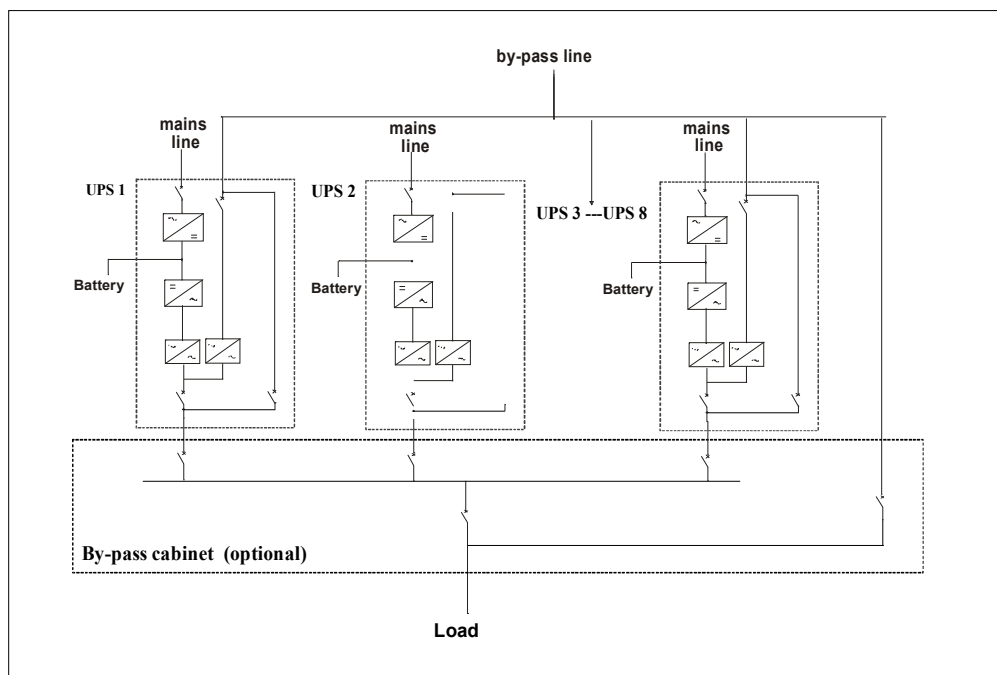 by-pass line
mains
line
mains
line
mains
line
UPS 1
UPS 2
UPS 3 ---UPS 8
Battery
Battery
Battery
By-pass cabinet (optional)
Load